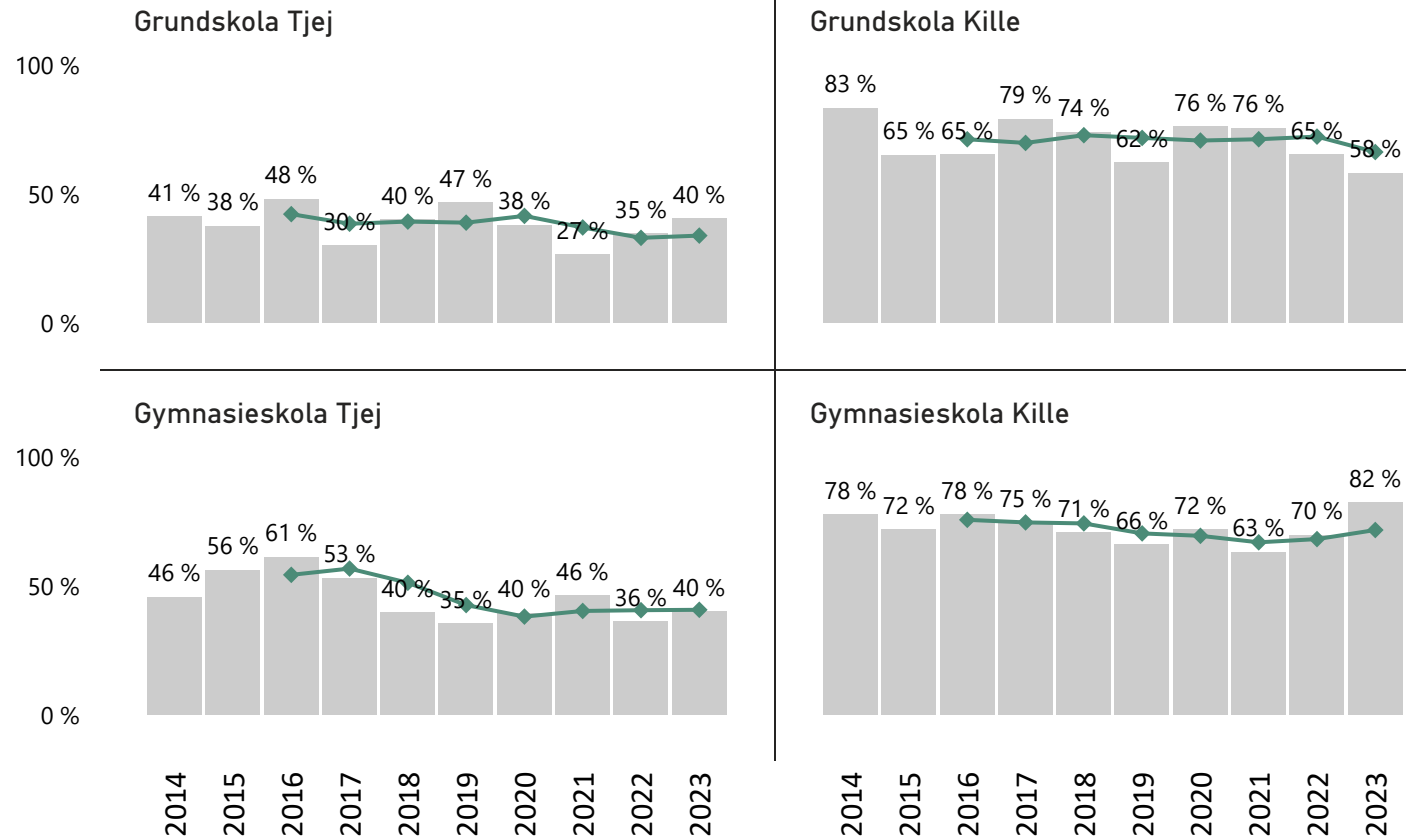 Grundskola Tjej
100 %
50 %
0 %
41 % 38 % 48 % 30 % 40 % 47 % 38 % 27 % 35 % 40 %
Grundskola Kille
83 % 65 % 65 % 79 % 74 % 62 % 76 % 76 % 65 % 58 %
Gymnasieskola Tjej
100 %
50 %
0 %
46 % 56 % 61 % 53 % 40 % 35 % 40 % 46 % 36 % 40 %
2014 2015 2016 2017 2018 2019 2020 2021 2022 2023
Gymnasieskola Kille
78 % 72 % 78 % 75 % 71 % 66 % 72 % 63 % 70 % 82 %
2014 2015 2016 2017 2018 2019 2020 2021 2022 2023